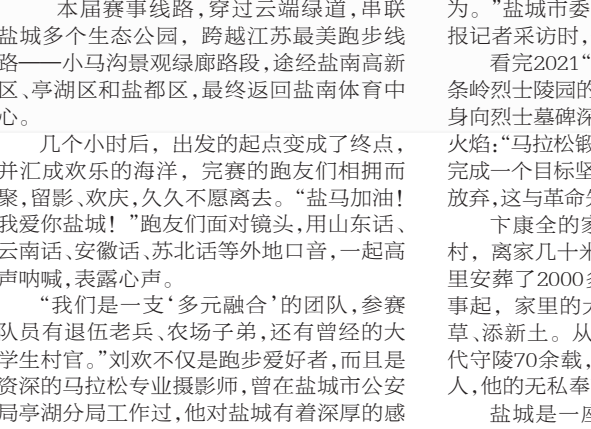 本届赛事线路，穿过云端绿道，串联
盐城多个生态公园，跨越江苏最美跑步线
路——小马沟景观绿廊路段，途经盐南高新
区、亭湖区和盐都区，最终返回盐南体育中
心。
几个小时后，出发的起点变成了终点，
并汇成欢乐的海洋，完赛的跑友们相拥而
聚，留影、欢庆，久久不愿离去。“盐马加油！
我爱你盐城！”跑友们面对镜头，用山东话、
云南话、安徽话、苏北话等外地口音，一起高
声呐喊，表露心声。
“我们是一支‘多元融合’的团队，参赛
队员有退伍老兵、农场子弟，还有曾经的大
学生村官。”刘欢不仅是跑步爱好者，而且是
资深的马拉松专业摄影师，曾在盐城市公安
局亭湖分局工作过，他对盐城有着深厚的感
为。”盐城市委
报记者采访时，
看完2021“
条岭烈士陵园的
身向烈士墓碑深
火焰：“马拉松锻
完成一个目标坚
放弃，这与革命
卞康全的家
村，离家几十米
里安葬了2000
事起，家里的
草、添新土。从
代守陵70余载，
人，他的无私奉
盐城是一座